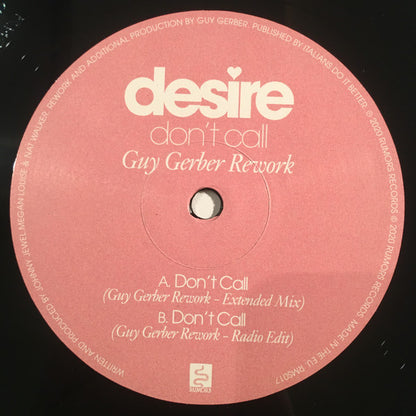 desire
don't call
Guy Gerber Rework
A. Don't Call
(Guy Gerber Rework - Extended Mix)
B. Don't Call
(Guy Gerber Rework - Radio Edit)
RUMORS
WRITTEN AND PRODUCED BY JOHNNY JEWEL, MEGAN LOUISE & NAT WALKER. REWORK AND ADDITIONAL PRODUCTION BY GUY GERBER. PUBLISHED BY ITALIANS DO IT BETTER. ℗ 2020 RUMORS RECORDS. © 2020 RUMORS RECORDS. MADE IN THE EU. RMS017